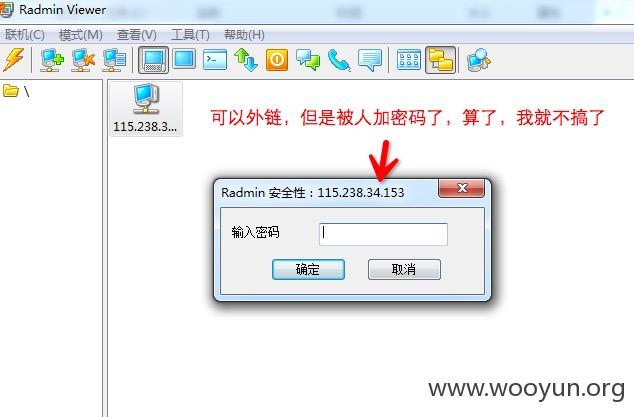 Radmin Viewer
联机(C) 模式(M) 查看(V) 工具(T) 帮助(H)
\
115.238.3...
可以外链，但是被人加密码了，算了，我就不搞了
Radmin 安全性：115.238.34.153
输入密码
确定 取消
www.wooyun.org